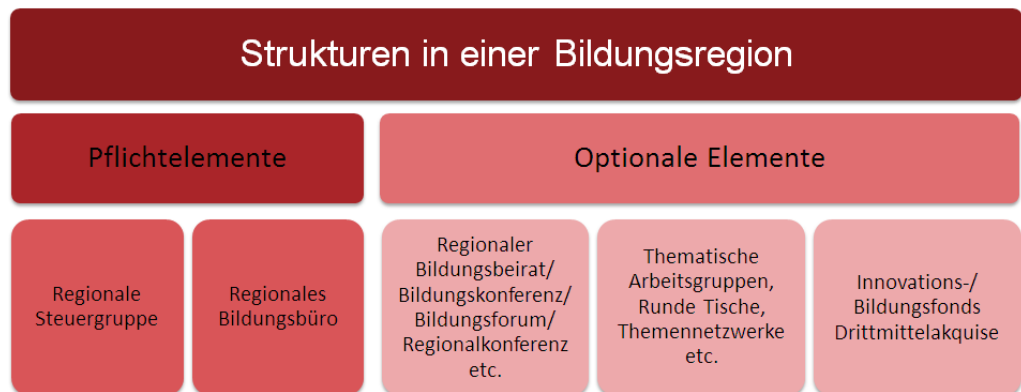 Strukturen in einer Bildungsregion
Pflichtelemente
Optionale Elemente
Regionale
Steuergruppe
Regionales
Bildungsbüro
Regionaler
Bildungsbeirat/
Bildungskonferenz/
Bildungsforum/
Regionalkonferenz
etc.
Thematische
Arbeitsgruppen,
Runde Tische,
Themennetzwerke
etc.
Innovations-/
Bildungsfonds
Drittmittelakquise